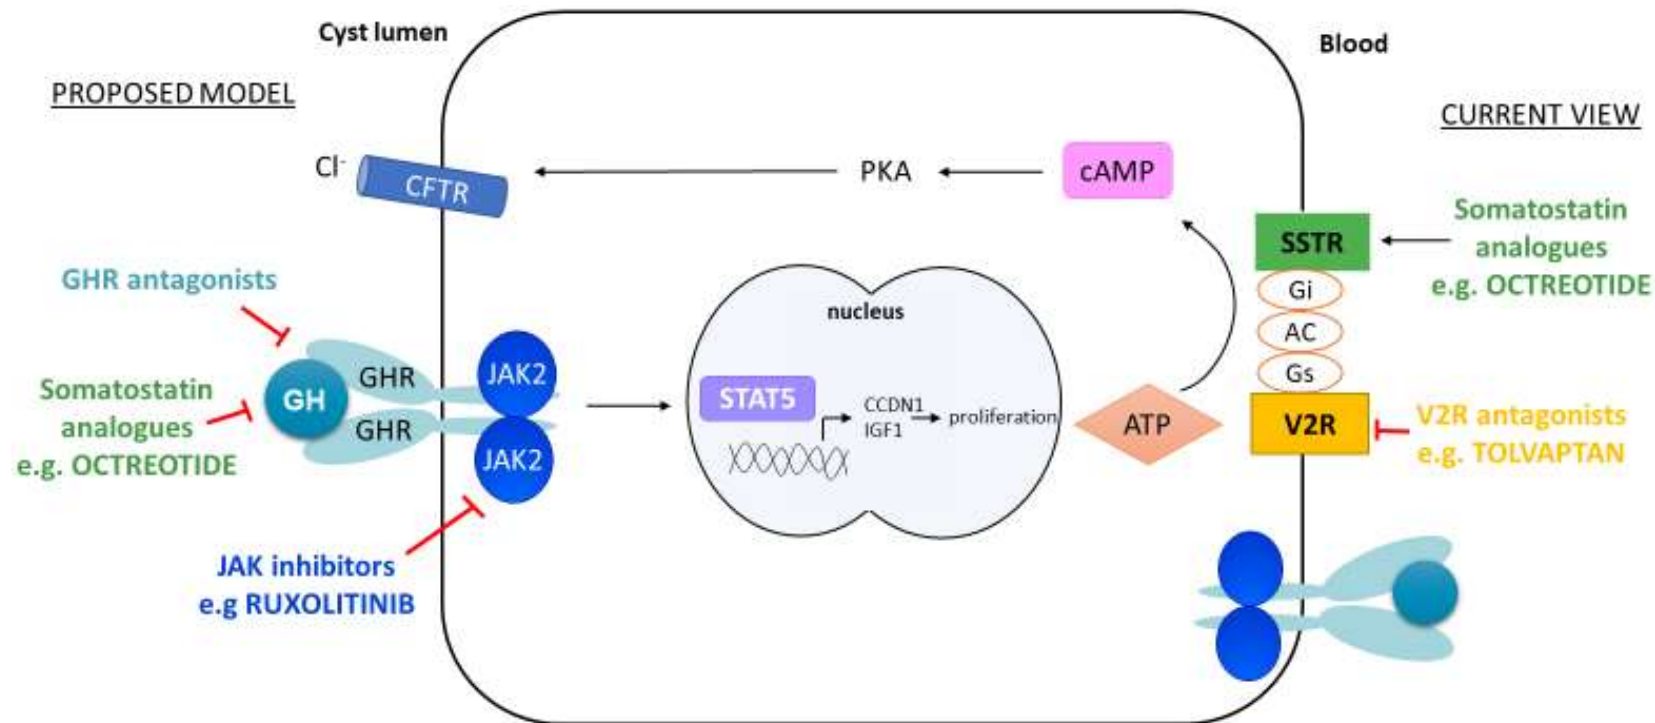 Cyst lumen
Blood
PROPOSED MODEL
CURRENT VIEW
Cl-
CFTR
PKA
cAMP
SSTR
Somatostatin
analogues
e.g. OCTREOTIDE
GHR antagonists
Gi
AC
Gs
nucleus
GHR
JAK2
GH
GHR
JAK2
Somatostatin
analogues
e.g. OCTREOTIDE
STAT5
CCDN1
IGF1
proliferation
ATP
V2R
V2R antagonists
e.g. TOLVAPTAN
JAK inhibitors
e.g RUXOLITINIB